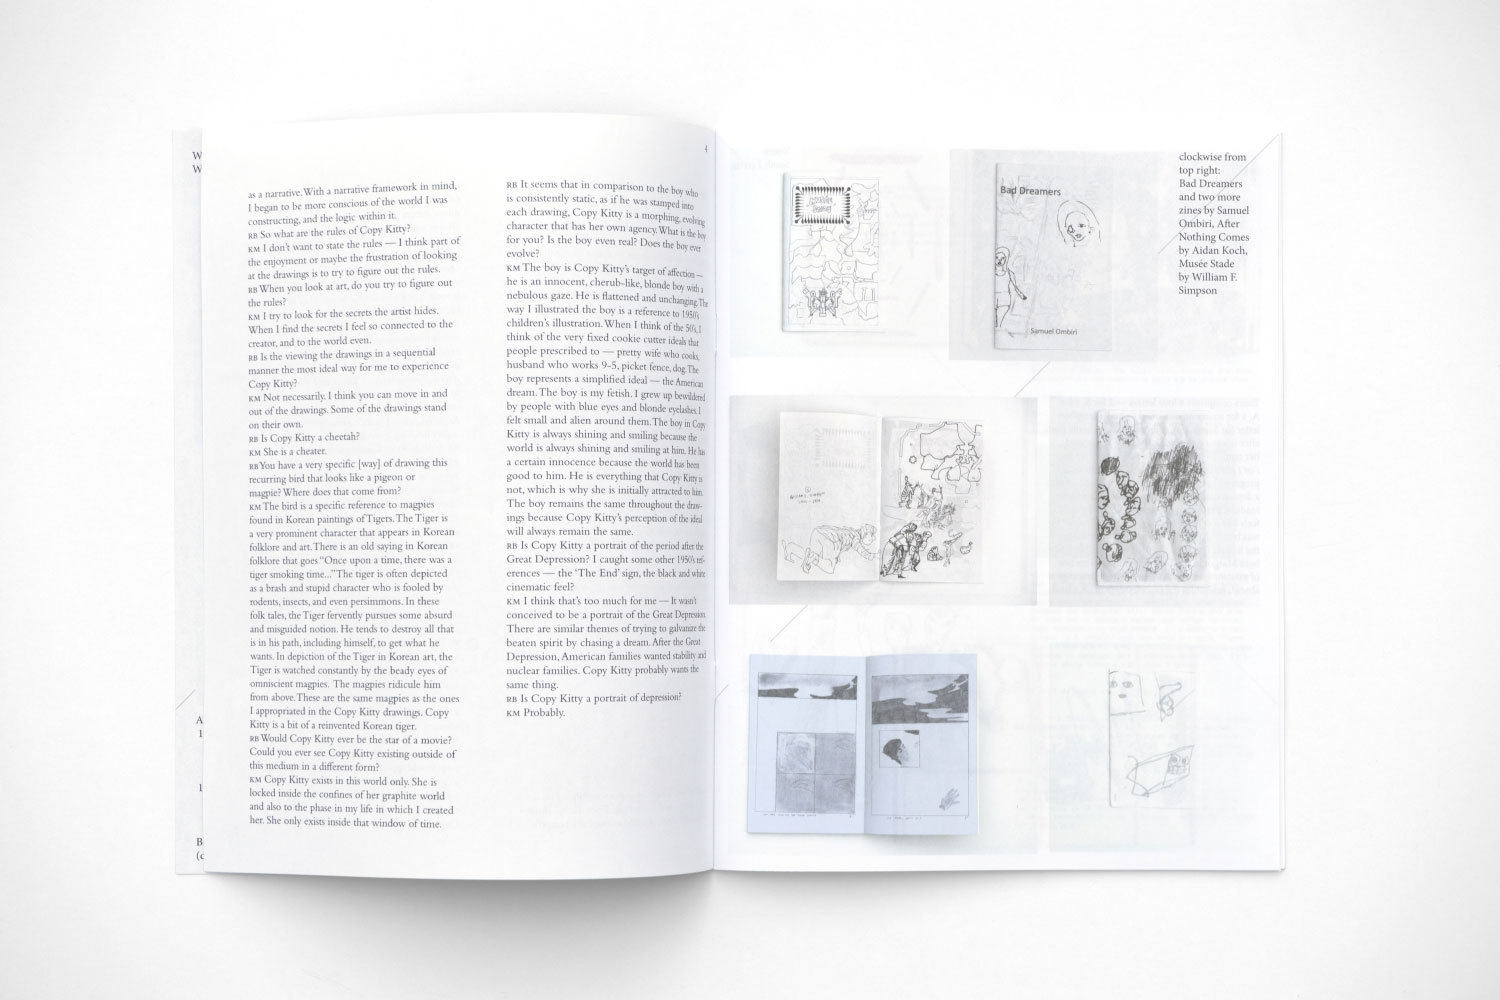 as a narrative. With a narrative framework in mind,
I began to be more conscious of the world I was
constructing, and the logic within it.
RB So what are the rules of Copy Kitty?
KM I don't want to state the rules — I think part of
the enjoyment or maybe the frustration of looking
at the drawings is to try to figure out the rules.
RB When you look at art, do you try to figure out
the rules?
KM I try to look for the secrets the artist hides.
When I find the secrets I feel so connected to the
creator, and to the world even.
RB Is the viewing the drawings in a sequential
manner the most ideal way for me to experience
Copy Kitty?
KM Not necessarily. I think you can move in and
out of the drawings. Some of the drawings stand
on their own.
RB Is Copy Kitty a cheetah?
KM She is a cheater.
RB You have a very specific [way] of drawing this
recurring bird that looks like a pigeon or
magpie? Where does that come from?
KM The bird is a specific reference to magpies
found in Korean paintings of Tigers. The Tiger is
a very prominent character that appears in Korean
folklore and art. There is an old saying in Korean
folklore that goes "Once upon a time, there was a
tiger smoking time..." The tiger is often depicted
as a brash and stupid character who is fooled by
rodents, insects, and even persimmons. In these
folk tales, the Tiger fervently pursues some absurd
and misguided notion. He tends to destroy all that
is in his path, including himself, to get what he
wants. In depiction of the Tiger in Korean art, the
Tiger is watched constantly by the beady eyes of
omniscient magpies. The magpies ridicule him
from above. These are the same magpies as the ones
I appropriated in the Copy Kitty drawings. Copy
Kitty is a bit of a reinvented Korean tiger.
RB Would Copy Kitty ever be the star of a movie?
Could you ever see Copy Kitty existing outside of
this medium in a different form?
KM Copy Kitty exists in this world only. She is
locked inside the confines of her graphite world
and also to the phase in my life in which I created
her. She only exists inside that window of time.
RB It seems that in comparison to the boy who
is consistently static, as if he was stamped into
each drawing, Copy Kitty is a morphing, evolving
character that has her own agency. What is the boy
for you? Is the boy even real? Does the boy ever
evolve?
KM The boy is Copy Kitty's target of affection —
he is an innocent, cherub-like, blonde boy with a
nebulous gaze. He is flattened and unchanging. The
way I illustrated the boy is a reference to 1950's
children's illustration. When I think of the 50's, I
think of the very fixed cookie cutter ideals that
people prescribed to — pretty wife who cooks,
husband who works 9-5, picket fence, dog. The
boy represents a simplified ideal — the American
dream. The boy is my fetish. I grew up bewildered
by people with blue eyes and blonde eyelashes. I
felt small and alien around them. The boy in Copy
Kitty is always shining and smiling because the
world is always shining and smiling at him. He has
a certain innocence because the world has been
good to him. He is everything that Copy Kitty is
not, which is why she is initially attracted to him.
The boy remains the same throughout the draw-
ings because Copy Kitty's perception of the ideal
will always remain the same.
RB Is Copy Kitty a portrait of the period after the
Great Depression? I caught some other 1950's ref-
erences — the 'The End' sign, the black and white
cinematic feel?
KM I think that's too much for me — It wasn't
conceived to be a portrait of the Great Depression.
There are similar themes of trying to galvanize the
beaten spirit by chasing a dream. After the Great
Depression, American families wanted stability and
nuclear families. Copy Kitty probably wants the
same thing.
RB Is Copy Kitty a portrait of depression?
KM Probably.
Bad Dreamers
Samuel Ombiri
clockwise from
top right:
Bad Dreamers
and two more
zines by Samuel
Ombiri, After
Nothing Comes
by Aidan Koch,
Musée Stade
by William F.
Simpson